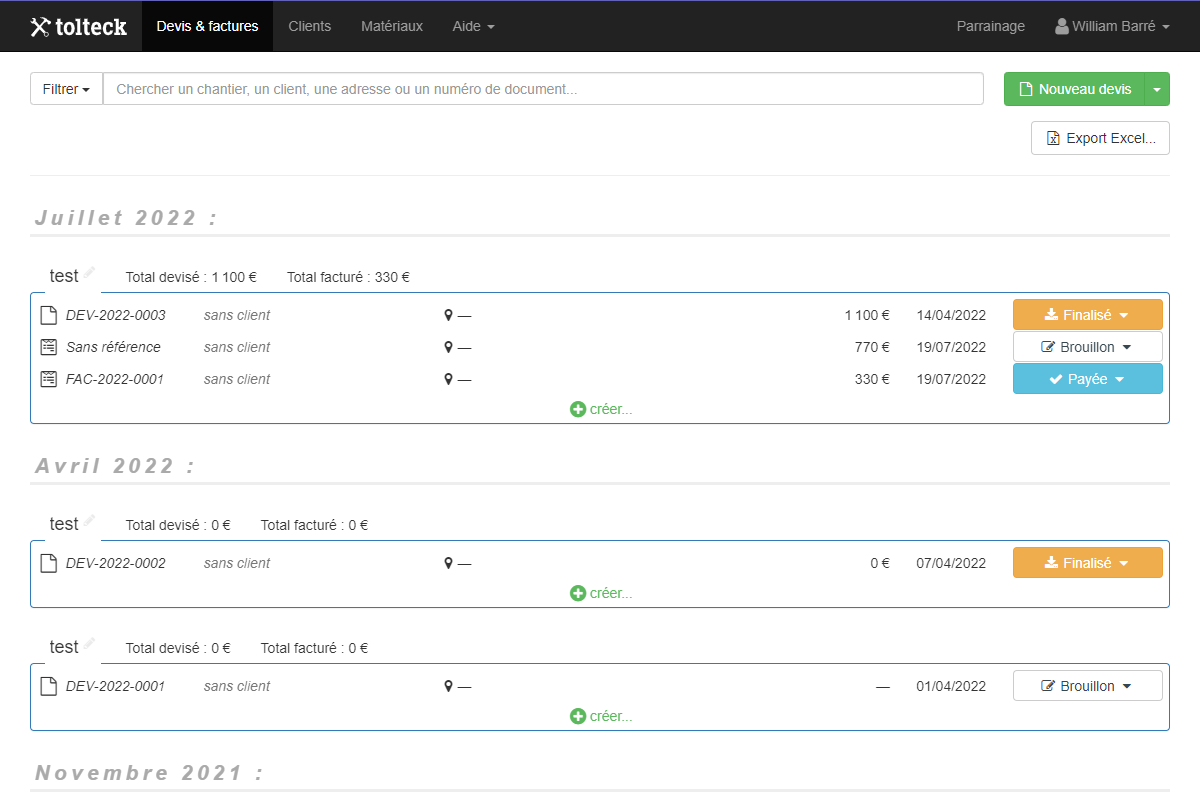 tolteck Devis & factures Clients Matériaux Aide Parrainage William Barré
Filtrer Chercher un chantier, un client, une adresse ou un numéro de document... Nouveau devis
Export Excel...
Juillet 2022 :
test Total devisé : 1 100 € Total facturé : 330 €
DEV-2022-0003 sans client — 1 100 € 14/04/2022 Finalisé
Sans référence sans client — 770 € 19/07/2022 Brouillon
FAC-2022-0001 sans client — 330 € 19/07/2022 Payée
créer...
Avril 2022 :
test Total devisé : 0 € Total facturé : 0 €
DEV-2022-0002 sans client — 0 € 07/04/2022 Finalisé
créer...
test Total devisé : 0 € Total facturé : 0 €
DEV-2022-0001 sans client — — 01/04/2022 Brouillon
créer...
Novembre 2021 :